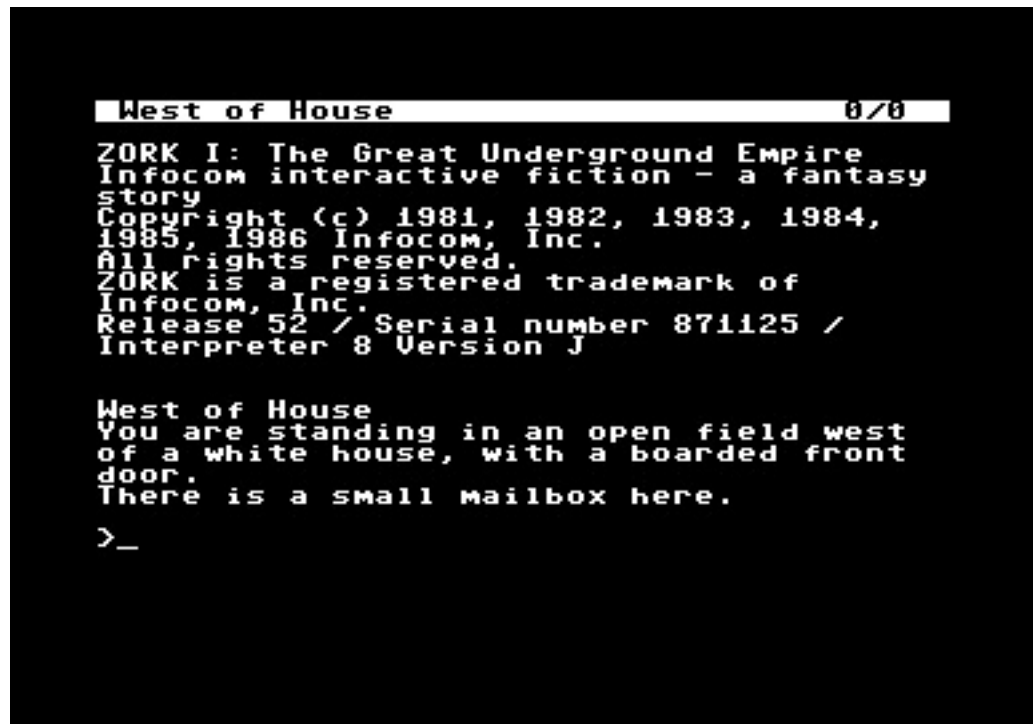 West of House 0/0
ZORK I: The Great Underground Empire
Infocom interactive fiction - a fantasy
story
Copyright (c) 1981, 1982, 1983, 1984,
1985, 1986 Infocom, Inc.
All rights reserved.
ZORK is a registered trademark of
Infocom, Inc.
Release 52 / Serial number 871125 /
Interpreter 8 Version J
West of House
You are standing in an open field west
of a white house, with a boarded front
door.
There is a small mailbox here.
>_